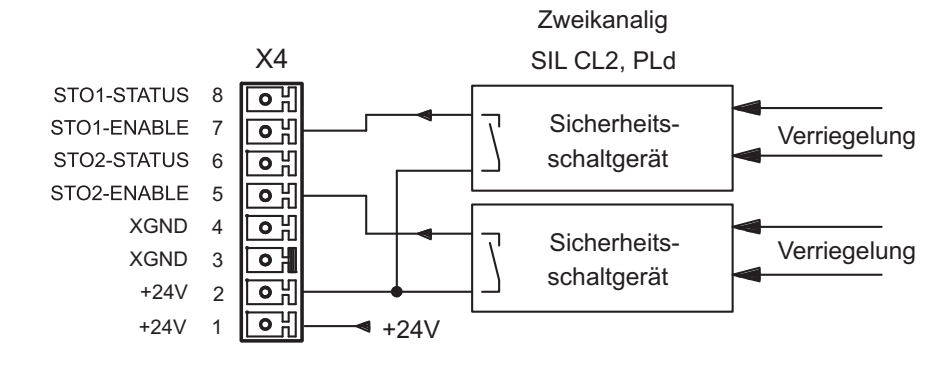 Zweikanalig
SIL CL2, PLd
X4
STO1-STATUS 8
STO1-ENABLE 7
STO2-STATUS 6
STO2-ENABLE 5
XGND 4
XGND 3
+24V 2
+24V 1
+24V
Sicherheits-
schaltgerät
Verriegelung
Sicherheits-
schaltgerät
Verriegelung